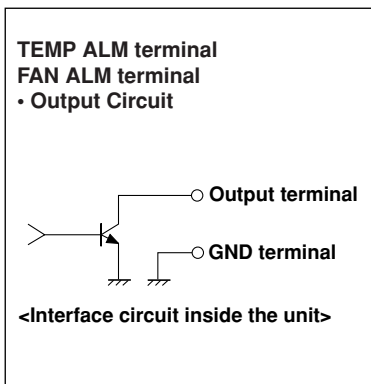 TEMP ALM terminal
FAN ALM terminal
• Output Circuit
Output terminal
GND terminal
<Interface circuit inside the unit>